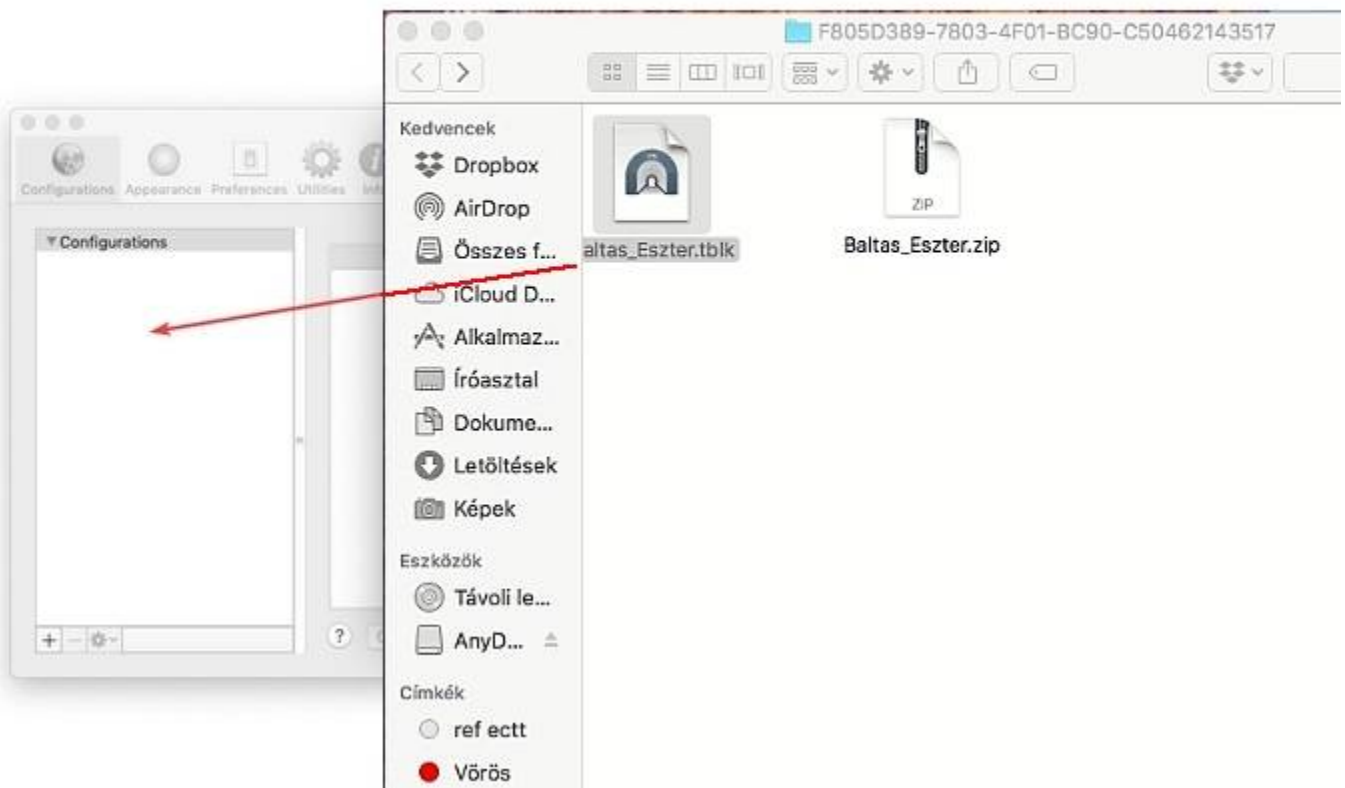 F805D389-7803-4F01-BC90-C50462143517
Configurations Appearance Preferences Utilities
Configurations
Kedvencek
Dropbox
AirDrop
Összes f...
iCloud D...
Alkalmaz...
Íróasztal
Dokume...
Letöltések
Képek
Eszközök
Távoli le...
AnyD...
Címkék
ref ectt
Vörös
altas_Eszter.tblk
ZIP
Baltas_Eszter.zip